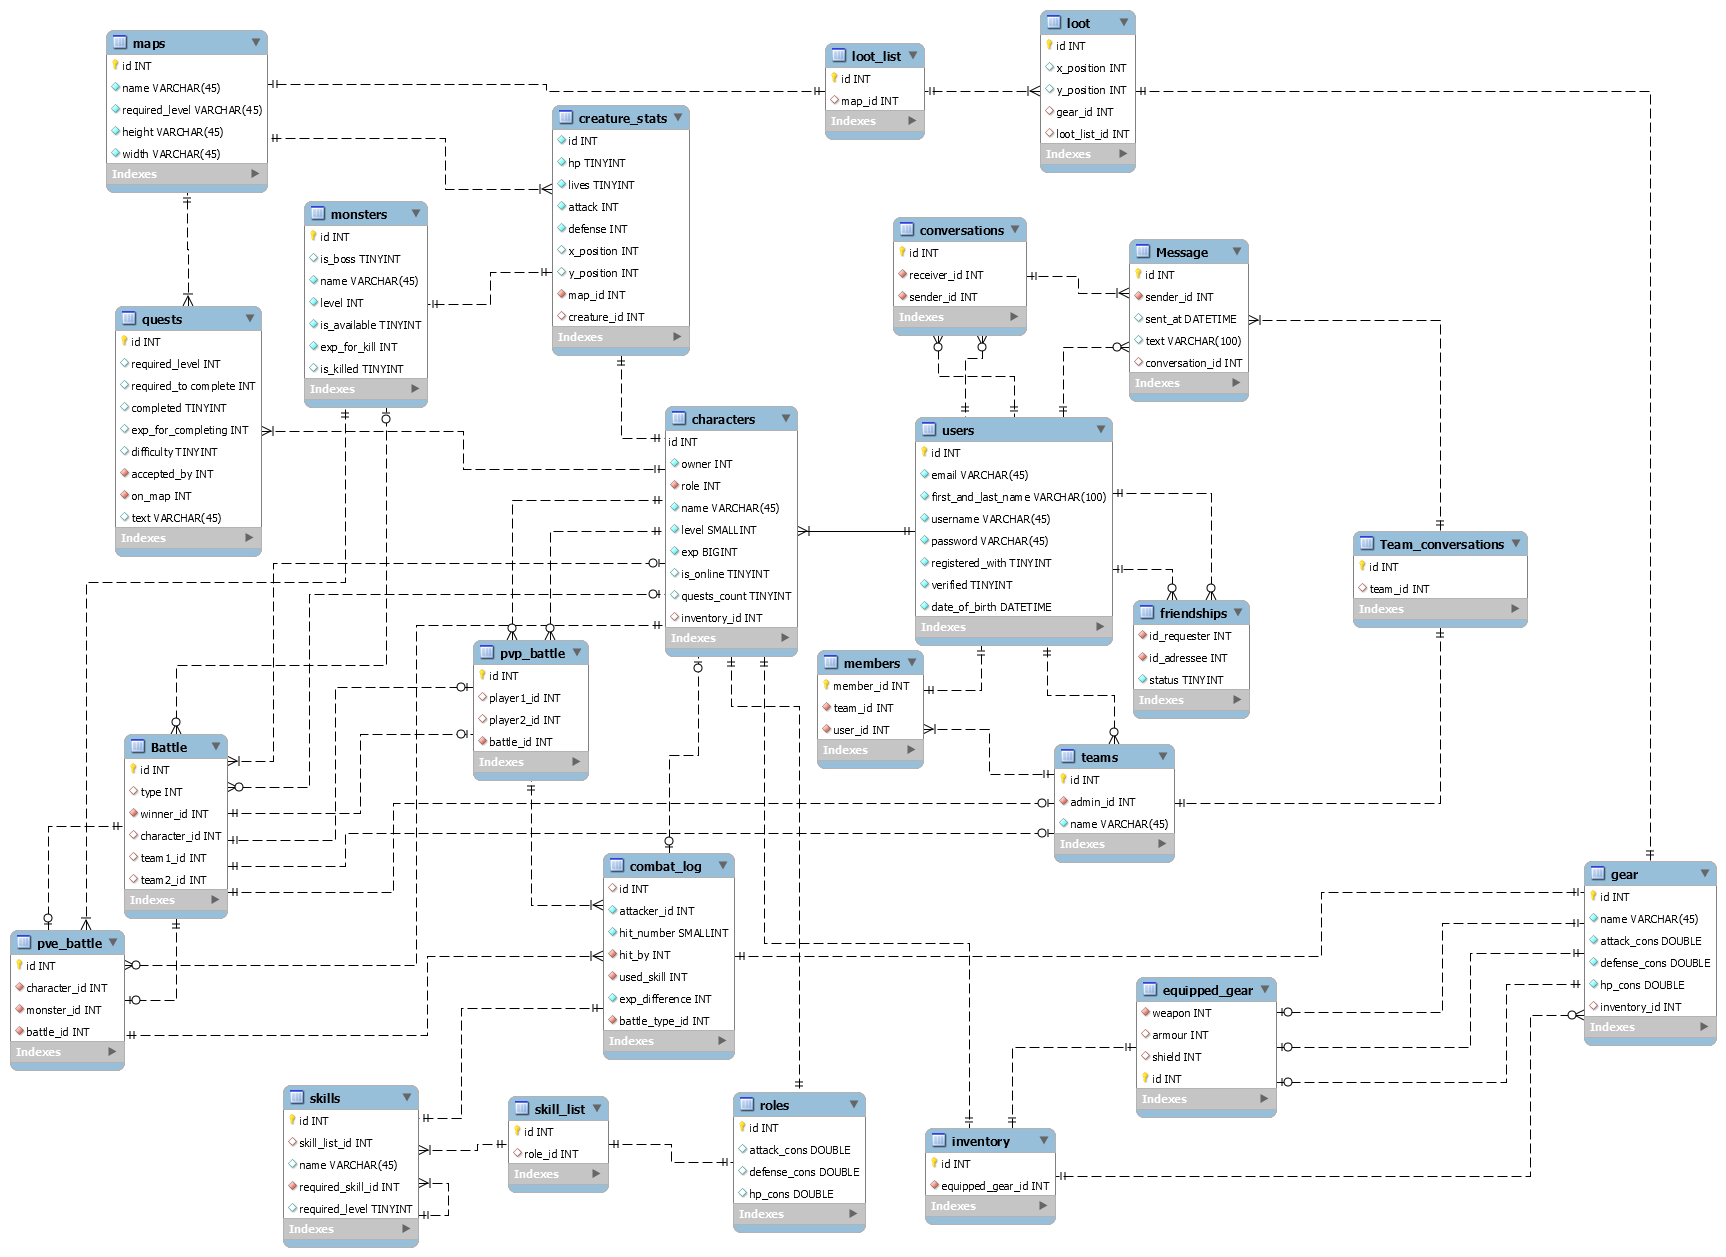 maps
id INT
name VARCHAR(45)
required_level VARCHAR(45)
height VARCHAR(45)
width VARCHAR(45)
Indexes
loot_list
id INT
map_id INT
Indexes
loot
id INT
x_position INT
y_position INT
gear_id INT
loot_list_id INT
Indexes
creature_stats
id INT
hp TINYINT
lives TINYINT
attack INT
defense INT
x_position INT
y_position INT
map_id INT
creature_id INT
Indexes
monsters
id INT
is_boss TINYINT
name VARCHAR(45)
level INT
is_available TINYINT
exp_for_kill INT
is_killed TINYINT
Indexes
conversations
id INT
receiver_id INT
sender_id INT
Indexes
Message
id INT
sender_id INT
sent_at DATETIME
text VARCHAR(100)
conversation_id INT
Indexes
quests
id INT
required_level INT
required_to complete INT
completed TINYINT
exp_for_completing INT
difficulty TINYINT
accepted_by INT
on_map INT
text VARCHAR(45)
Indexes
characters
id INT
owner INT
role INT
name VARCHAR(45)
level SMALLINT
exp BIGINT
is_online TINYINT
quests_count TINYINT
inventory_id INT
Indexes
users
id INT
email VARCHAR(45)
first_and_last_name VARCHAR(100)
username VARCHAR(45)
password VARCHAR(45)
registered_with TINYINT
verified TINYINT
date_of_birth DATETIME
Indexes
Team_conversations
id INT
team_id INT
Indexes
friendships
id_requester INT
id_adressee INT
status TINYINT
Indexes
pvp_battle
id INT
player1_id INT
player2_id INT
battle_id INT
Indexes
members
member_id INT
team_id INT
user_id INT
Indexes
Battle
id INT
type INT
winner_id INT
character_id INT
team1_id INT
team2_id INT
Indexes
teams
id INT
admin_id INT
name VARCHAR(45)
Indexes
combat_log
id INT
attacker_id INT
hit_number SMALLINT
hit_by INT
used_skill INT
exp_difference INT
battle_type_id INT
Indexes
gear
id INT
name VARCHAR(45)
attack_cons DOUBLE
defense_cons DOUBLE
hp_cons DOUBLE
inventory_id INT
Indexes
pve_battle
id INT
character_id INT
monster_id INT
battle_id INT
Indexes
equipped_gear
weapon INT
armour INT
shield INT
id INT
Indexes
skills
id INT
skill_list_id INT
name VARCHAR(45)
required_skill_id INT
required_level TINYINT
Indexes
skill_list
id INT
role_id INT
Indexes
roles
id INT
attack_cons DOUBLE
defense_cons DOUBLE
hp_cons DOUBLE
Indexes
inventory
id INT
equipped_gear_id INT
Indexes